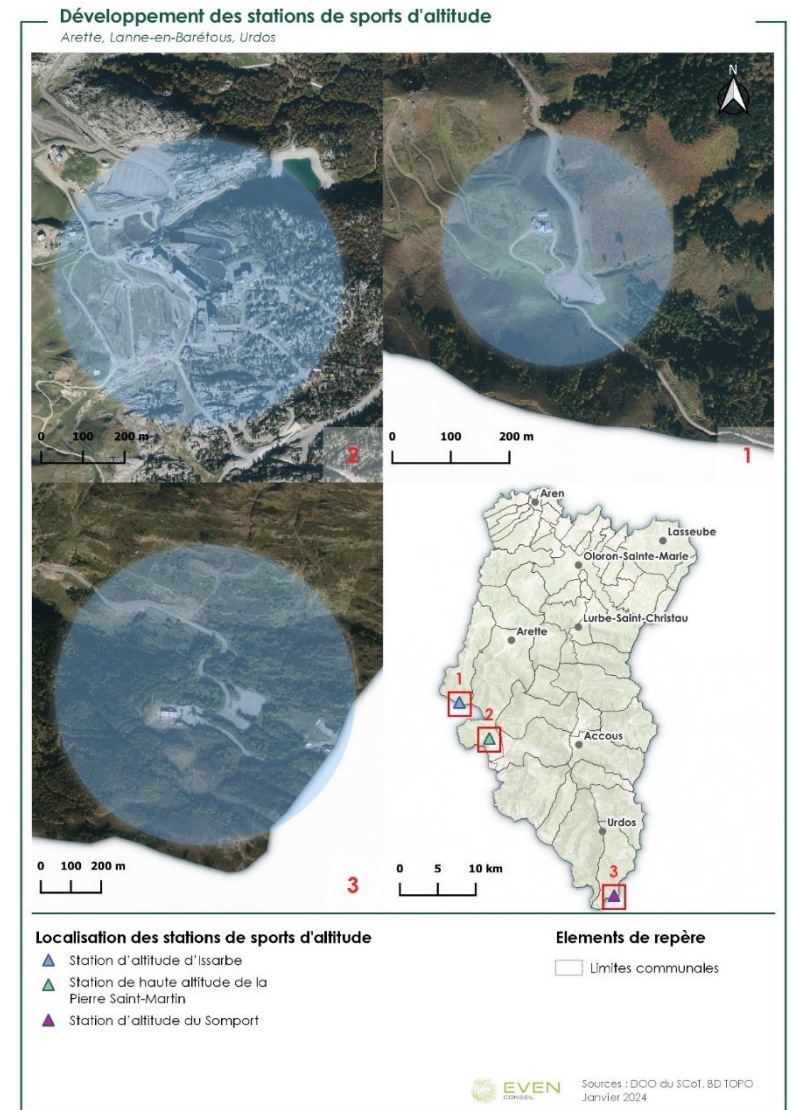 Développement des stations de sports d'altitude
Arette, Lanne-en-Barétous, Urdos
N
0 100 200 m
2
0 100 200 m
1
0 100 200 m
3
Aren
Lasseube
Oloron-Sainte-Marie
Lurbe-Saint-Christau
Arette
1
2
Accous
Urdos
3
0 5 10 km
Localisation des stations de sports d'altitude
Station d'altitude d'Issarbe
Station de haute altitude de la
Pierre Saint-Martin
Station d'altitude du Somport
Elements de repère
Limites communales
EVEN
CONSEIL
Sources : DOO du SCoT, BD TOPO
Janvier 2024